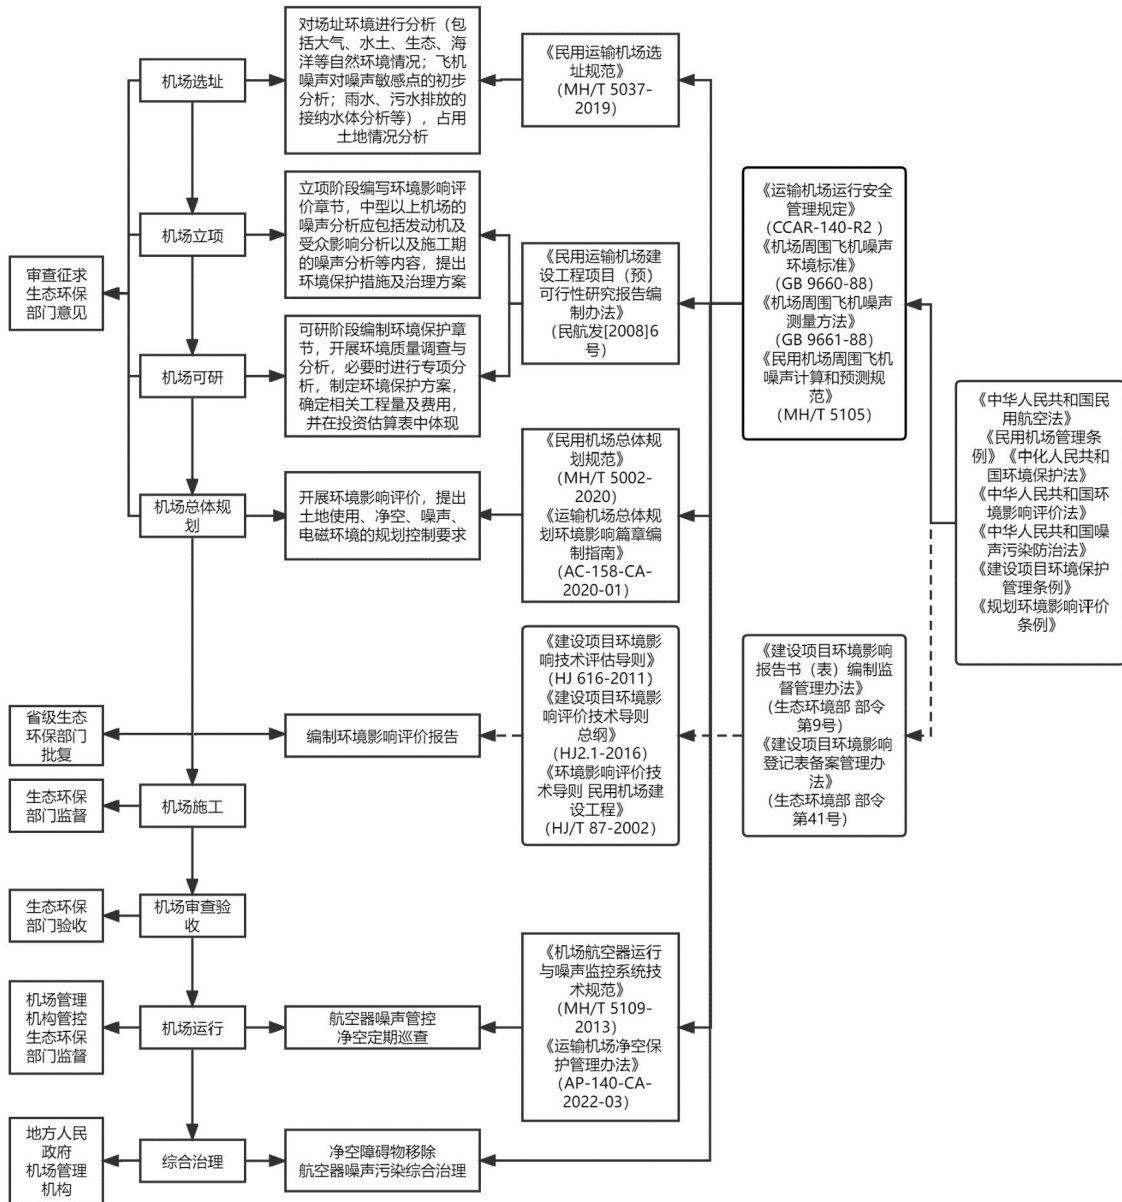 机场选址
对场址环境进行分析（包
括大气、水土、生态、海
洋等自然环境情况；飞机
噪声对噪声敏感点的初步
分析；雨水、污水排放的
接纳水体分析等），占用
土地情况分析
《民用运输机场选
址规范》
（MH/T 5037-
2019）
机场立项
立项阶段编写环境影响评
价章节，中型以上机场的
噪声分析应包括发动机及
受众影响分析以及施工期
的噪声分析等内容，提出
环境保护措施及治理方案
审查征求
生态环保
部门意见
《民用运输机场建
设工程项目（预）
可行性研究报告编
制办法》
（民航发[2008]6
号）
机场可研
可研阶段编制环境保护章
节，开展环境质量调查与
分析，必要时进行专项分
析，制定环境保护方案，
确定相关工程量及费用，
并在投资估算表中体现
《运输机场运行安全
管理规定》
（CCAR-140-R2 ）
《机场周围飞机噪声
环境标准》
（GB 9660-88）
《机场周围飞机噪声
测量方法》
（GB 9661-88）
《民用机场周围飞机
噪声计算和预测规
范》
（MH/T 5105）
《中华人民共和国民
用航空法》
《民用机场管理条
例》《中化人民共和
国环境保护法》
《中华人民共和国环
境影响评价法》
《中华人民共和国噪
声污染防治法》
《建设项目环境保护
管理条例》
《规划环境影响评价
条例》
机场总体规
划
开展环境影响评价，提出
土地使用、净空、噪声、
电磁环境的规划控制要求
《民用机场总体规
划规范》
（MH/T 5002-
2020）
《运输机场总体规
划环境影响篇章编
制指南》
（AC-158-CA-
2020-01）
省级生态
环保部门
批复
编制环境影响评价报告
《建设项目环境影
响技术评估导则》
（HJ 616-2011）
《建设项目环境影
响评价技术导则
总纲》
（HJ2.1-2016）
《环境影响评价技
术导则 民用机场建
设工程》
（HJ/T 87-2002）
《建设项目环境影响
报告书（表）编制监
督管理办法》
（生态环境部 部令
第9号）
《建设项目环境影响
登记表备案管理办
法》
（生态环境部 部令
第41号）
生态环保
部门监督
机场施工
生态环保
部门验收
机场审查验
收
机场管理
机构管控
生态环保
部门监督
机场运行
航空器噪声管控
净空定期巡查
《机场航空器运行
与噪声监控系统技
术规范》
（MH/T 5109-
2013）
《运输机场净空保
护管理办法》
（AP-140-CA-
2022-03）
地方人民
政府
机场管理
机构
综合治理
净空障碍物移除
航空器噪声污染综合治理